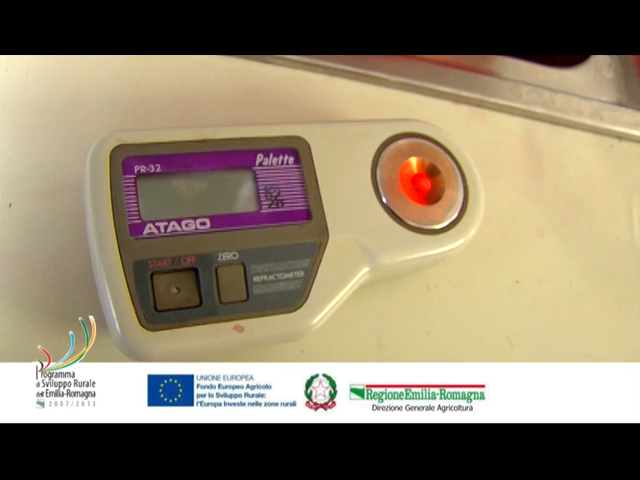 PR-32
Palette
ATAGO
START / OFF
ZERO
REFRACTOMETER
Programma
di Sviluppo Rurale
dell'Emilia-Romagna
2007/2013
UNIONE EUROPEA
Fondo Europeo Agricolo
per lo Sviluppo Rurale:
l'Europa investe nelle zone rurali
RegioneEmilia-Romagna
Direzione Generale Agricoltura